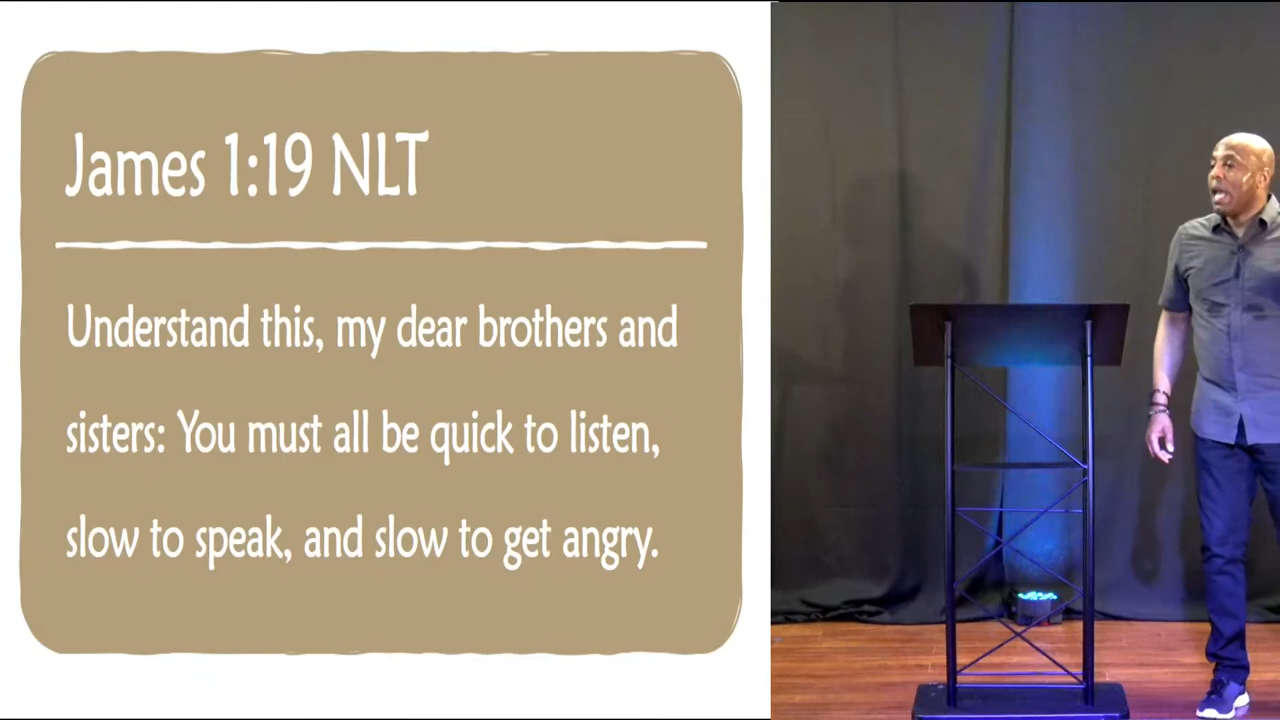 James 1:19 NLT
Understand this, my dear brothers and
sisters: You must all be quick to listen,
slow to speak, and slow to get angry.